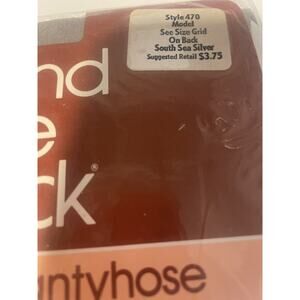 Style 470
Model
See Size Grid
On Back
South Sea Silver
Suggested Retail $3.75
nd
e
ck®
antyhose